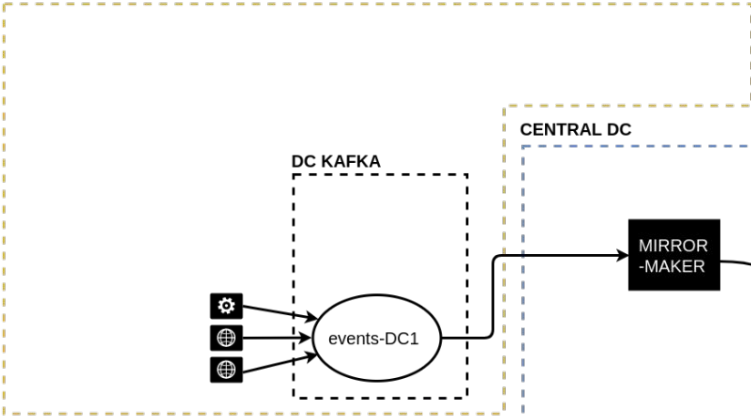 CENTRAL DC
DC KAFKA
MIRROR
-MAKER
events-DC1